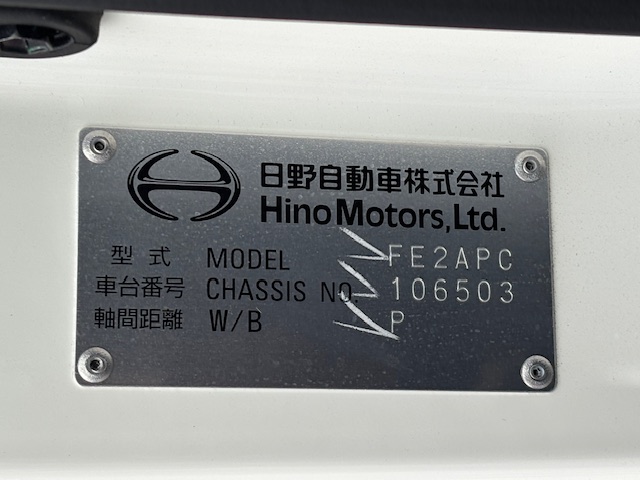 日野自動車株式会社
Hino Motors, Ltd.
型式 MODEL FE2APC
車台番号 CHASSIS NO. 106503
軸間距離 W/B P